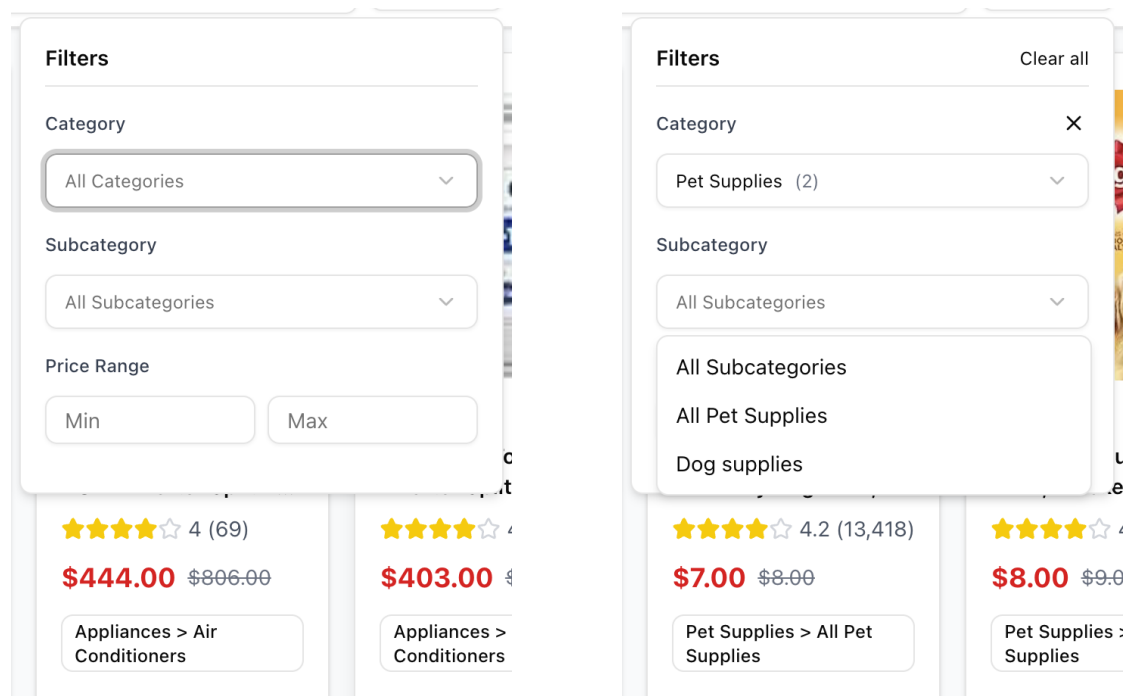 Filters
Category
All Categories
Subcategory
All Subcategories
Price Range
Min Max
4 (69)
$444.00 $806.00
$403.00
Appliances > Air
Conditioners
Appliances >
Conditioners
Filters Clear all
Category
Pet Supplies (2)
Subcategory
All Subcategories
All Subcategories
All Pet Supplies
Dog supplies
4.2 (13,418)
$7.00 $8.00
$8.00
Pet Supplies > All Pet
Supplies
Pet Supplies >
Supplies